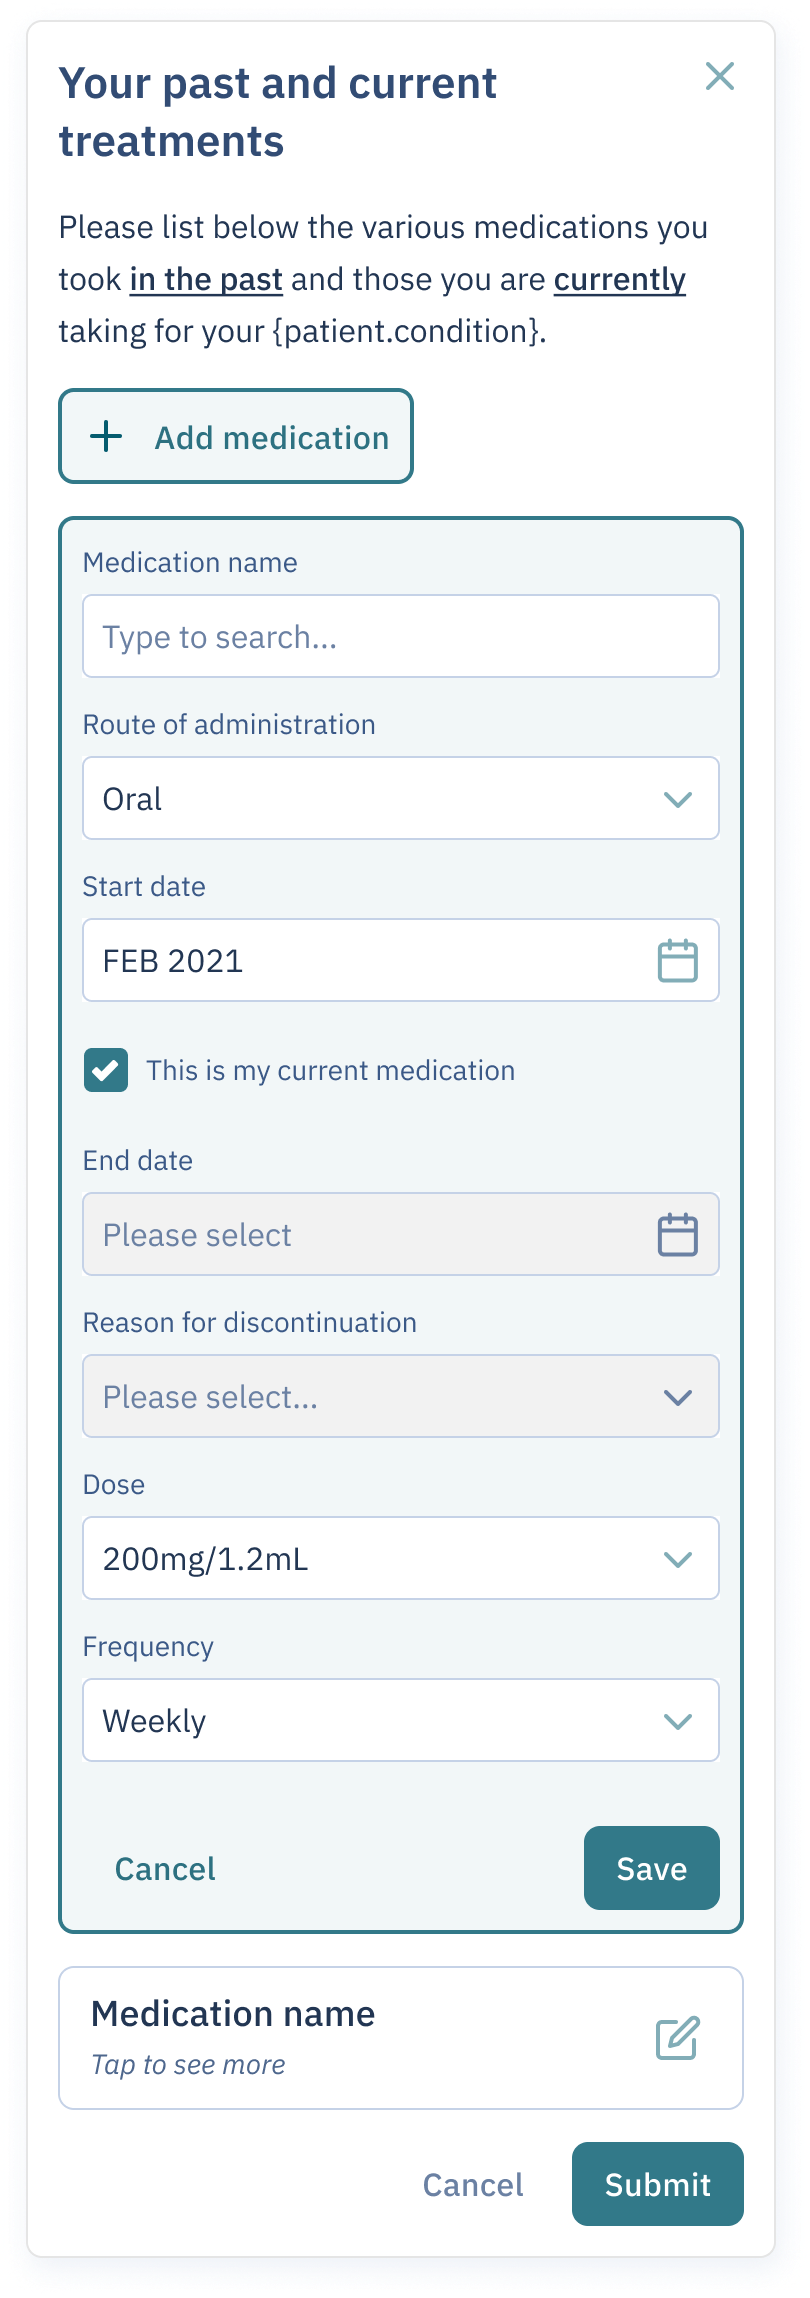 Your past and current
treatments
Please list below the various medications you
took in the past and those you are currently
taking for your {patient.condition}.
Add medication
Medication name
Type to search...
Route of administration
Oral
Start date
FEB 2021
This is my current medication
End date
Please select
Reason for discontinuation
Please select...
Dose
200mg/1.2mL
Frequency
Weekly
Cancel
Save
Medication name
Tap to see more
Cancel
Submit